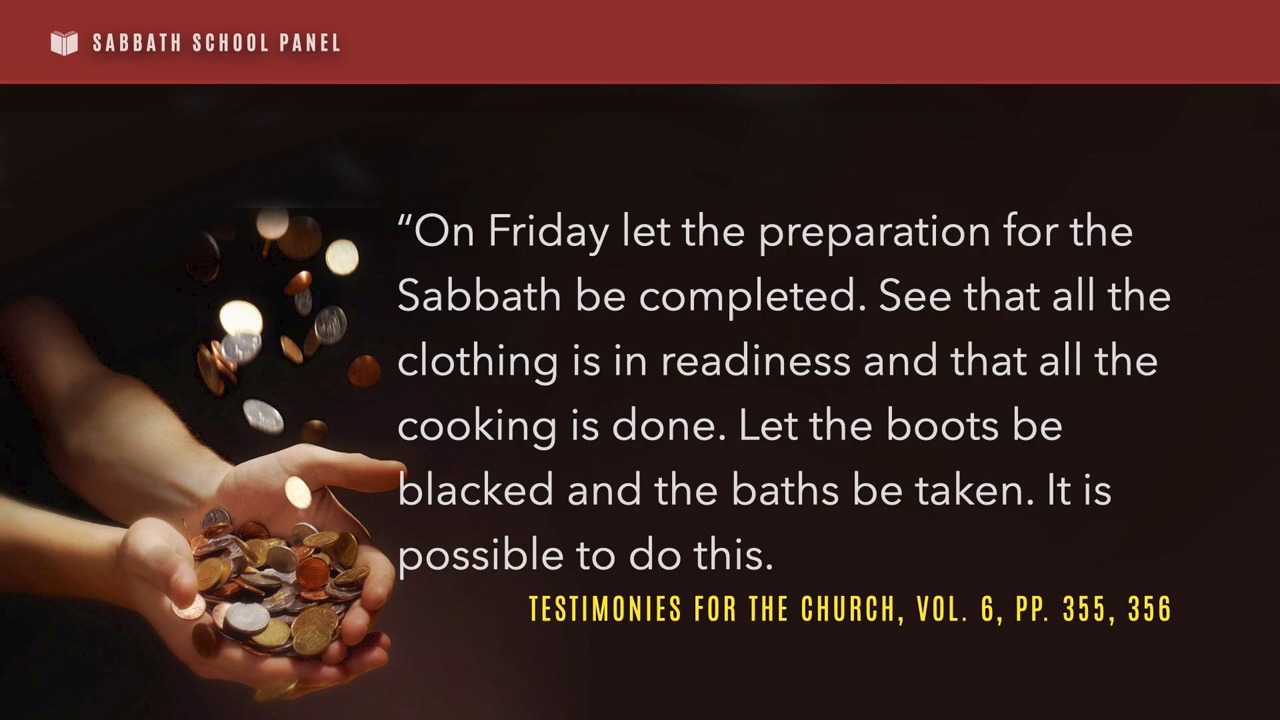 SABBATH SCHOOL PANEL
“On Friday let the preparation for the
Sabbath be completed. See that all the
clothing is in readiness and that all the
cooking is done. Let the boots be
blacked and the baths be taken. It is
possible to do this.
TESTIMONIES FOR THE CHURCH, VOL. 6, PP. 355, 356